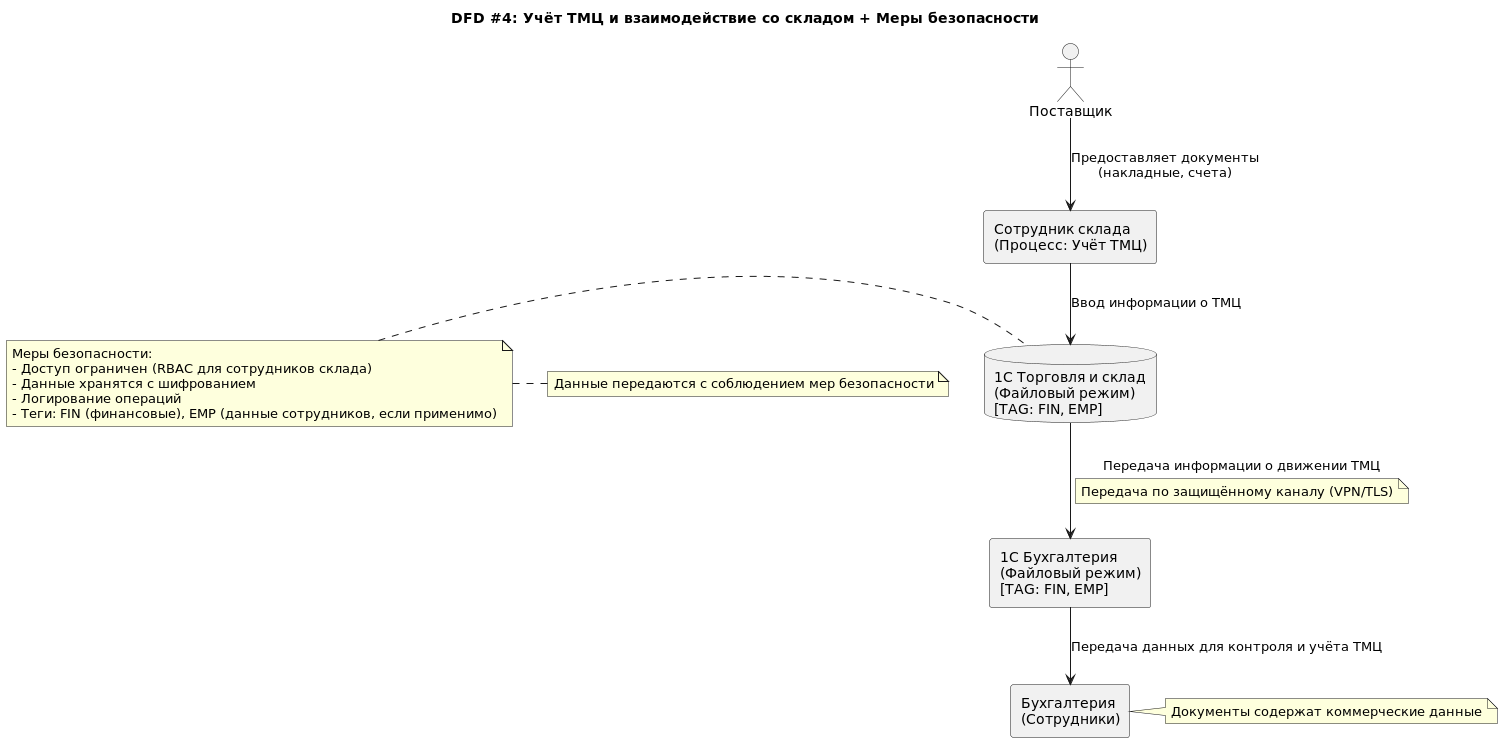 DFD #4: Учёт ТМЦ и взаимодействие со складом + Меры безопасности
Поставщик
Предоставляет документы
(накладные, счета)
Сотрудник склада
(Процесс: Учёт ТМЦ)
Ввод информации о ТМЦ
Меры безопасности:
- Доступ ограничен (RBAC для сотрудников склада)
- Данные хранятся с шифрованием
- Логирование операций
- Теги: FIN (финансовые), EMP (данные сотрудников, если применимо)
Данные передаются с соблюдением мер безопасности
1С Торговля и склад
(Файловый режим)
[TAG: FIN, EMP]
Передача информации о движении ТМЦ
Передача по защищённому каналу (VPN/TLS)
1С Бухгалтерия
(Файловый режим)
[TAG: FIN, EMP]
Передача данных для контроля и учёта ТМЦ
Бухгалтерия
(Сотрудники)
Документы содержат коммерческие данные